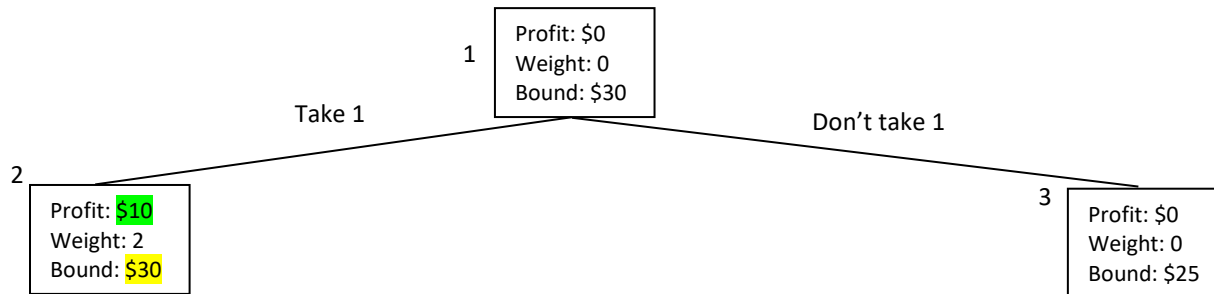 1
Profit: $0
Weight: 0
Bound: $30
Take 1
Don’t take 1
2
Profit: $10
Weight: 2
Bound: $30
3
Profit: $0
Weight: 0
Bound: $25